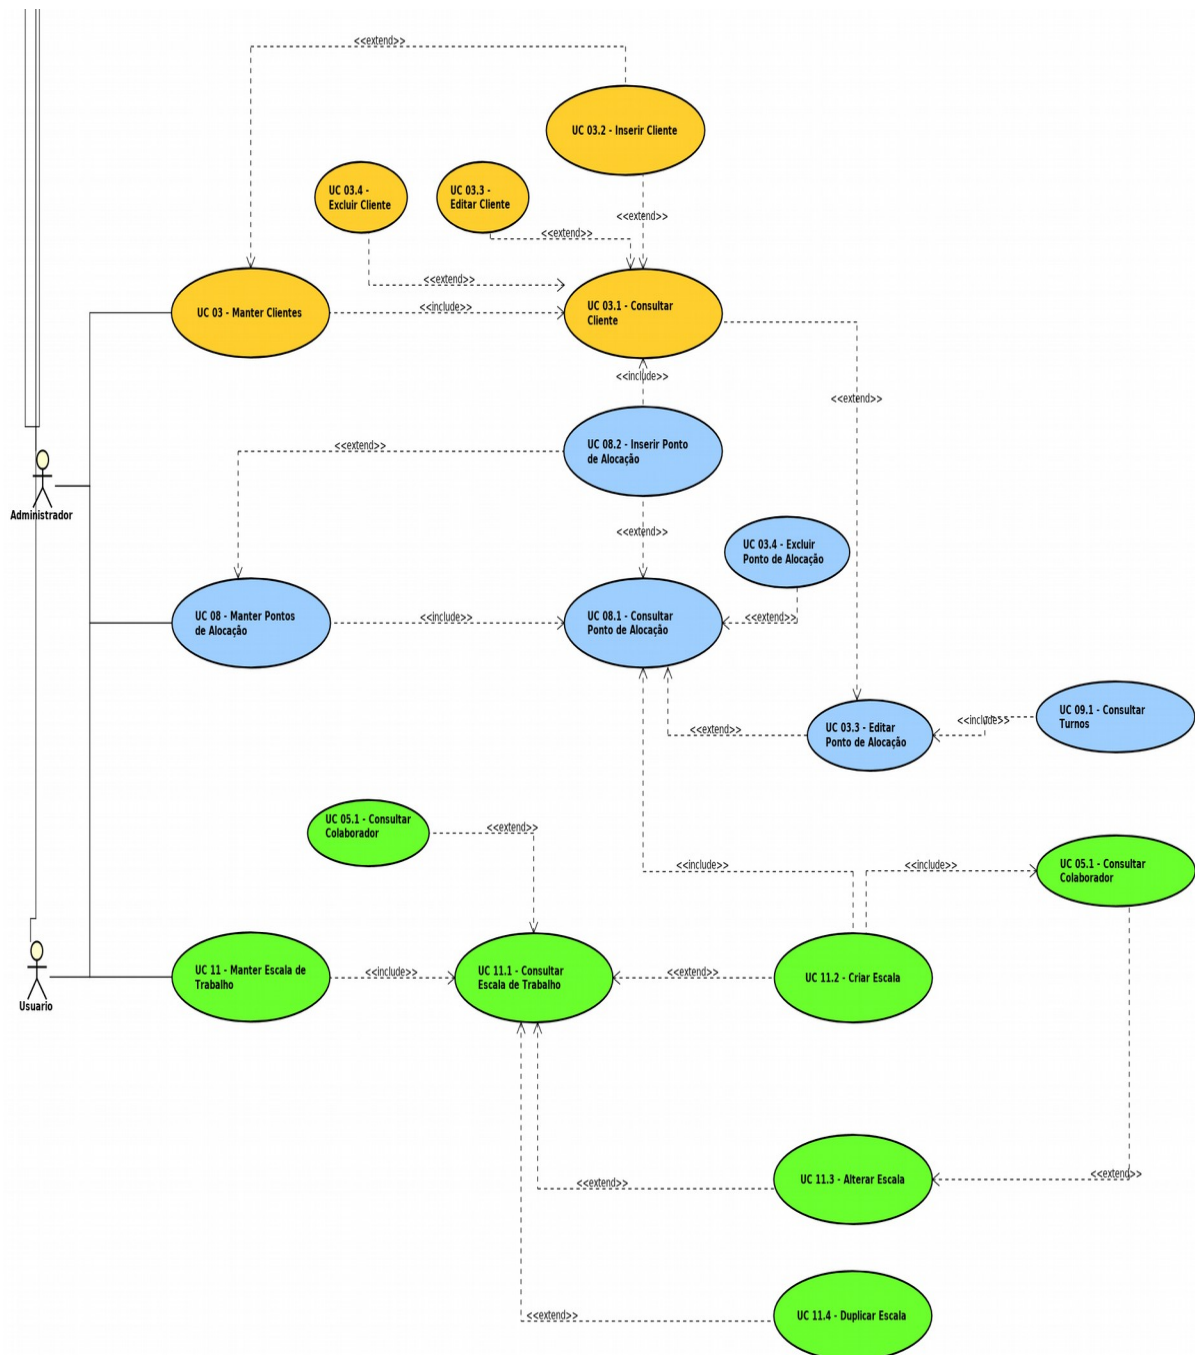 <<extend>>
UC 03.2 - Inserir Cliente
UC 03.4 -
Excluir Cliente
UC 03.3 -
Editar Cliente
<<extend>>
<<extend>>
<<extend>>
UC 03 - Manter Clientes
<<include>>
UC 03.1 - Consultar
Cliente
<<include>>
<<extend>>
UC 08.2 - Inserir Ponto
de Alocação
<<extend>>
Administrador
<<extend>>
UC 03.4 - Excluir
Ponto de Alocação
UC 08 - Manter Pontos
de Alocação
<<include>>
UC 08.1 - Consultar
Ponto de Alocação
<<extend>>
UC 03.3 - Editar
Ponto de Alocação
<<extend>>
<<include>>
UC 09.1 - Consultar
Turnos
UC 05.1 - Consultar
Colaborador
<<extend>>
<<include>>
<<include>>
UC 05.1 - Consultar
Colaborador
Usuario
UC 11 - Manter Escala de
Trabalho
<<include>>
UC 11.1 - Consultar
Escala de Trabalho
<<extend>>
UC 11.2 - Criar Escala
<<extend>>
UC 11.3 - Alterar Escala
<<extend>>
<<extend>>
UC 11.4 - Duplicar Escala